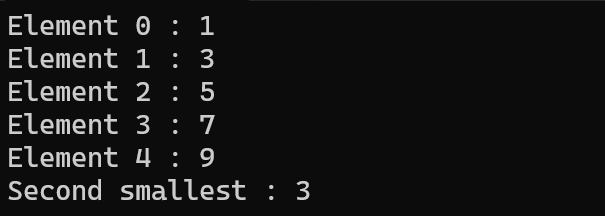 Element 0 : 1
Element 1 : 3
Element 2 : 5
Element 3 : 7
Element 4 : 9
Second smallest : 3